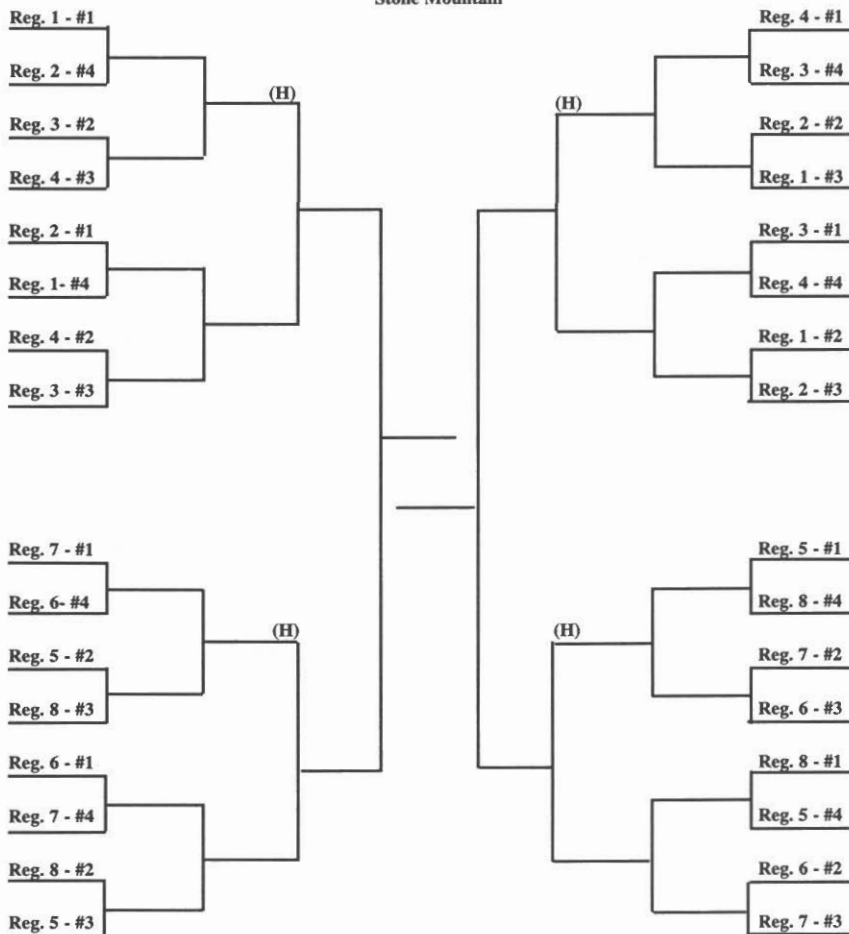 Stone Mountain
Reg. 1 - #1
Reg. 2 - #4
(H)
Reg. 3 - #2
Reg. 4 - #3
Reg. 2 - #1
Reg. 1- #4
Reg. 4 - #2
Reg. 3 - #3
Reg. 7 - #1
Reg. 6- #4
(H)
Reg. 5 - #2
Reg. 8 - #3
Reg. 6 - #1
Reg. 7 - #4
Reg. 8 - #2
Reg. 5 - #3
Reg. 4 - #1
Reg. 3 - #4
(H)
Reg. 2 - #2
Reg. 1 - #3
Reg. 3 - #1
Reg. 4 - #4
Reg. 1 - #2
Reg. 2 - #3
Reg. 5 - #1
Reg. 8 - #4
(H)
Reg. 7 - #2
Reg. 6 - #3
Reg. 8 - #1
Reg. 5 - #4
Reg. 6 - #2
Reg. 7 - #3